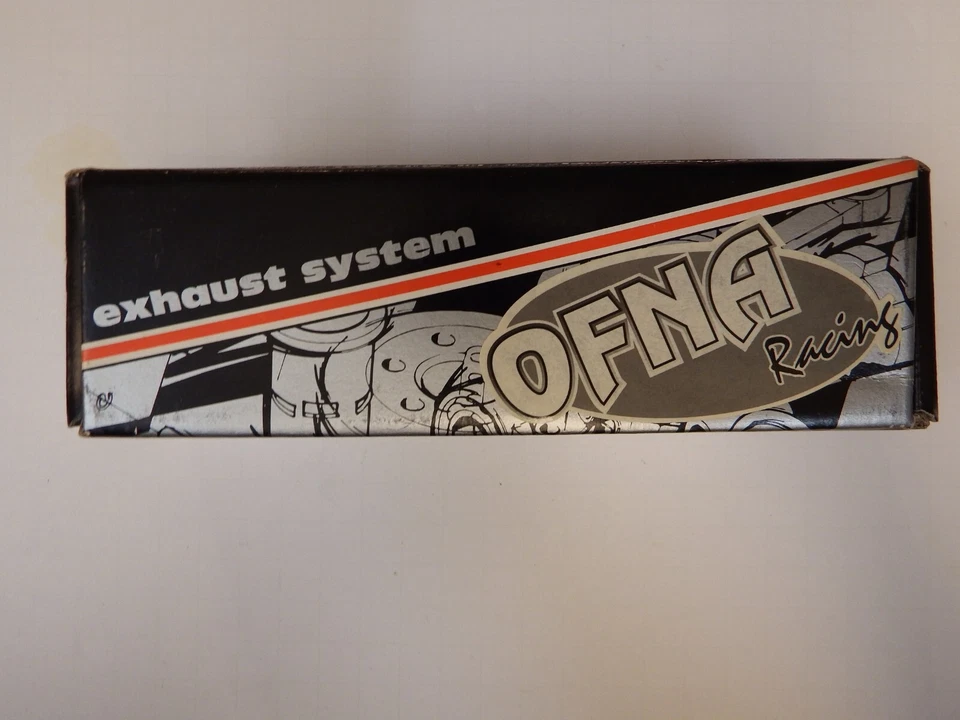 exhaust system
OFNA
Racing